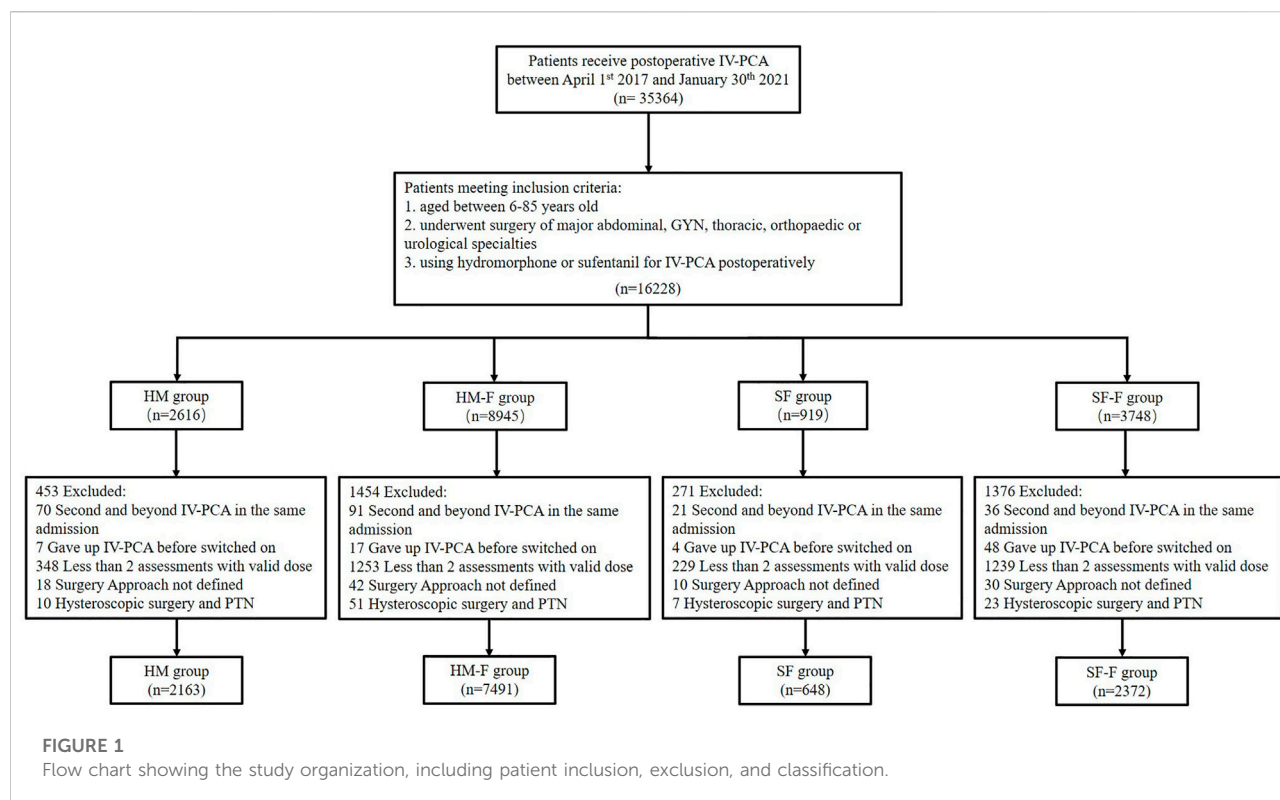 Patients receive postoperative IV-PCA
between April 1st 2017 and January 30th 2021
(n= 35364)
Patients meeting inclusion criteria:
1. aged between 6-85 years old
2. underwent surgery of major abdominal, GYN, thoracic, orthopaedic or
urological specialties
3. using hydromorphone or sufentanil for IV-PCA postoperatively
(n=16228)
HM group
(n=2616)
HM-F group
(n=8945)
SF group
(n=919)
SF-F group
(n=3748)
453 Excluded:
70 Second and beyond IV-PCA in the same
admission
7 Gave up IV-PCA before switched on
348 Less than 2 assessments with valid dose
18 Surgery Approach not defined
10 Hysteroscopic surgery and PTN
1454 Excluded:
91 Second and beyond IV-PCA in the same
admission
17 Gave up IV-PCA before switched on
1253 Less than 2 assessments with valid dose
42 Surgery Approach not defined
51 Hysteroscopic surgery and PTN
271 Excluded:
21 Second and beyond IV-PCA in the same
admission
4 Gave up IV-PCA before switched on
229 Less than 2 assessments with valid dose
10 Surgery Approach not defined
7 Hysteroscopic surgery and PTN
1376 Excluded:
36 Second and beyond IV-PCA in the same
admission
48 Gave up IV-PCA before switched on
1239 Less than 2 assessments with valid dose
30 Surgery Approach not defined
23 Hysteroscopic surgery and PTN
HM group
(n=2163)
HM-F group
(n=7491)
SF group
(n=648)
SF-F group
(n=2372)
FIGURE 1
Flow chart showing the study organization, including patient inclusion, exclusion, and classification.